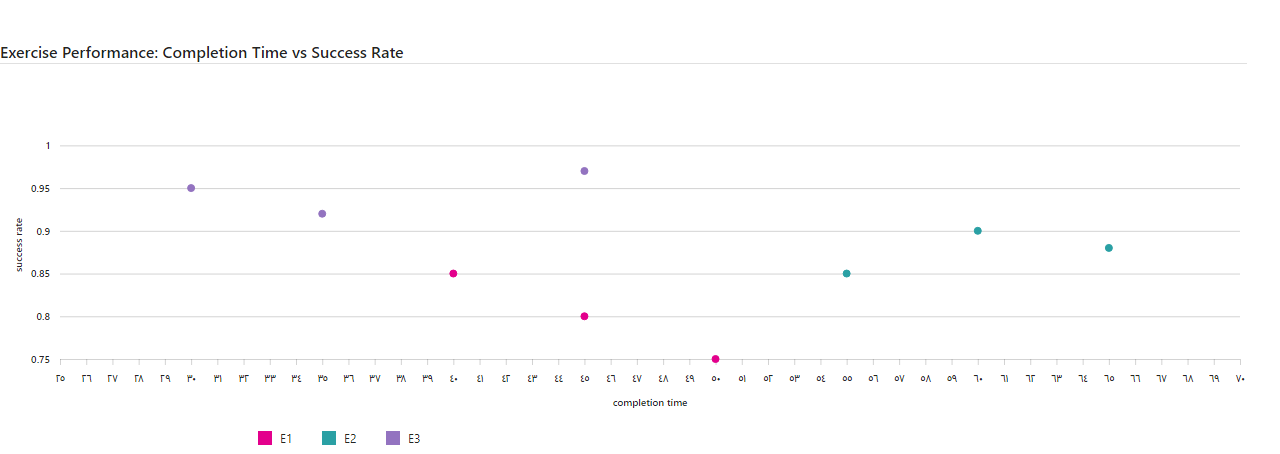 Exercise Performance: Completion Time vs Success Rate
1
0.95
0.9
0.85
0.8
0.75
success rate
٢٥ ٢٦ ٢٧ ٢٨ ٢٩ ٣٠ ٣١ ٣٢ ٣٣ ٣٤ ٣٥ ٣٦ ٣٧ ٣٨ ٣٩ ٤٠ ٤١ ٤٢ ٤٣ ٤٤ ٤٥ ٤٦ ٤٧ ٤٨ ٤٩ ٥٠ ٥١ ٥٢ ٥٣ ٥٤ ٥٥ ٥٦ ٥٧ ٥٨ ٥٩ ٦٠ ٦١ ٦٢ ٦٣ ٦٤ ٦٥ ٦٦ ٦٧ ٦٨ ٦٩ ٧٠
completion time
E1 E2 E3